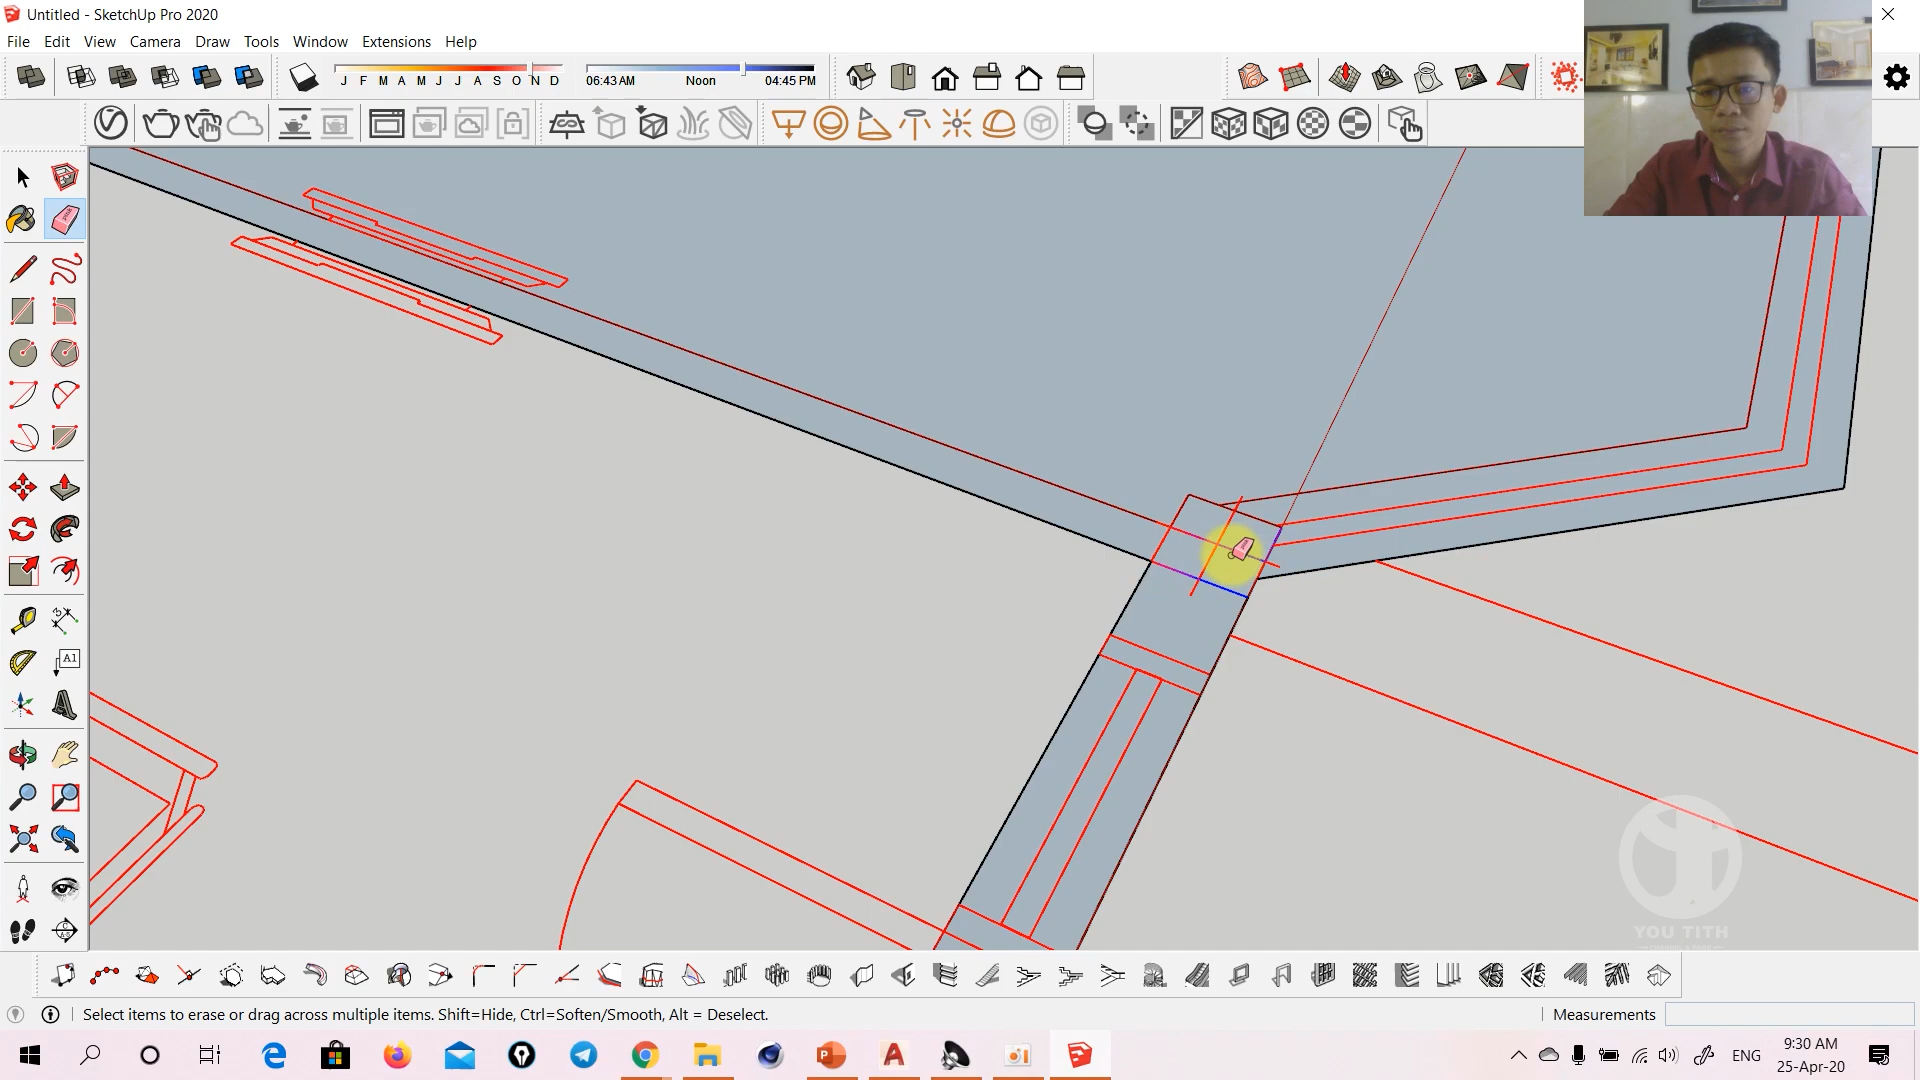 Untitled - SketchUp Pro 2020
File Edit View Camera Draw Tools Window Extensions Help
J F M A M J J A S O N D
06:43 AM Noon 04:45 PM
A1
YOU TITH
Select items to erase or drag across multiple items. Shift=Hide, Ctrl=Soften/Smooth, Alt = Deselect.
Measurements
ENG
9:30 AM
25-Apr-20